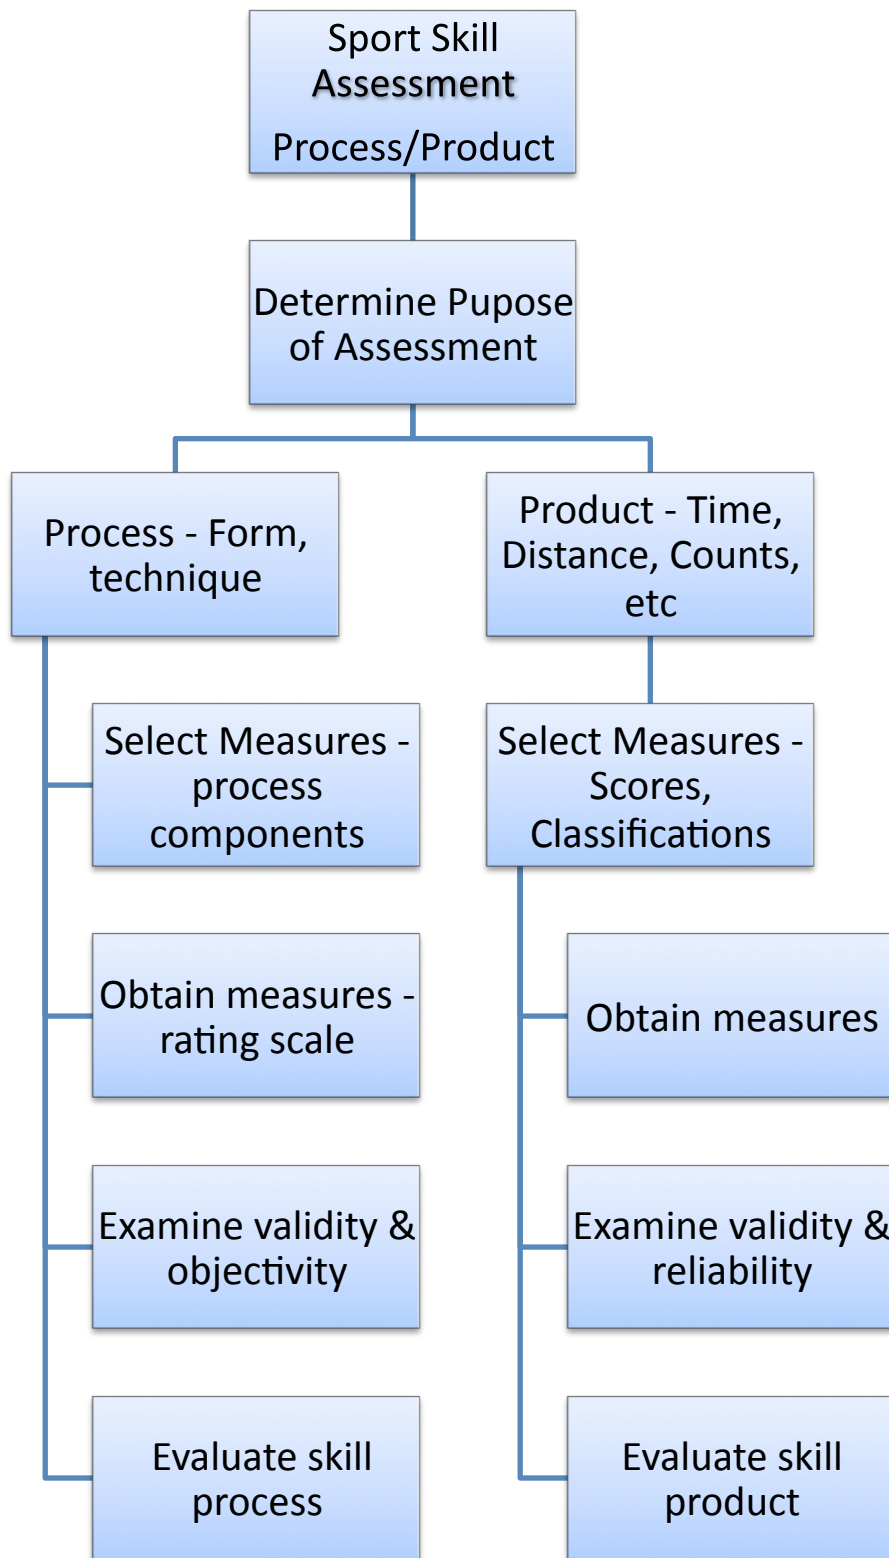 Sport Skill
Assessment
Process/Product
Determine Pupose
of Assessment
Process - Form,
technique
Product - Time,
Distance, Counts,
etc
Select Measures -
process
components
Select Measures -
Scores,
Classifications
Obtain measures -
rating scale
Obtain measures
Examine validity &
objectivity
Examine validity &
reliability
Evaluate skill
process
Evaluate skill
product